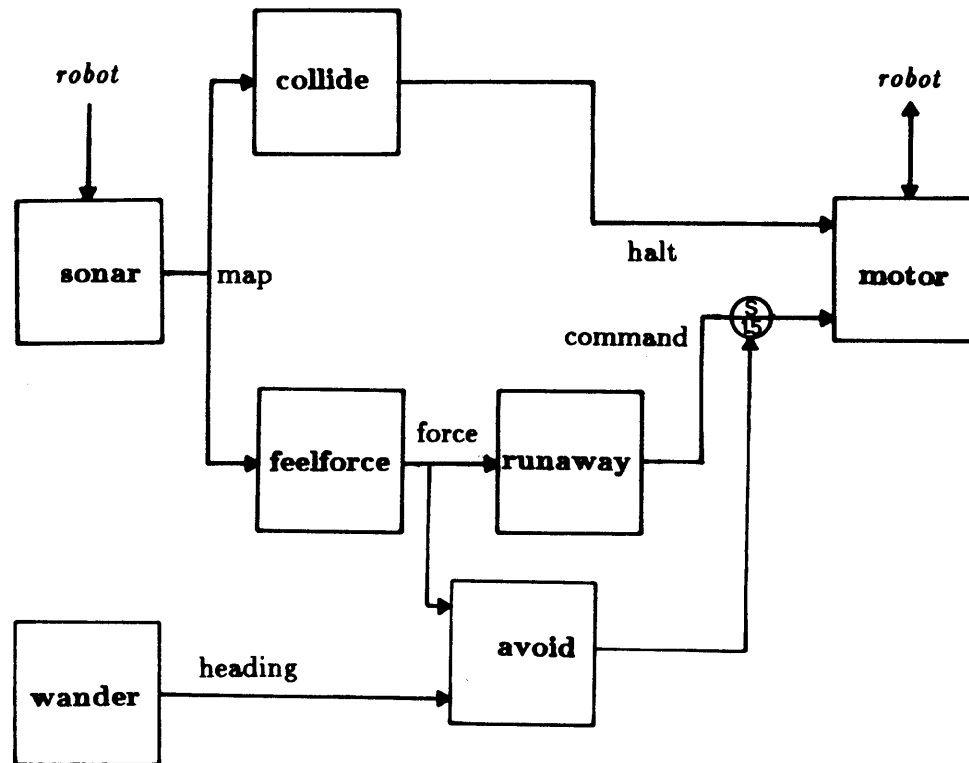 robot
collide
robot
sonar
map
halt
motor
S
15
command
force
feelforce
runaway
avoid
heading
wander